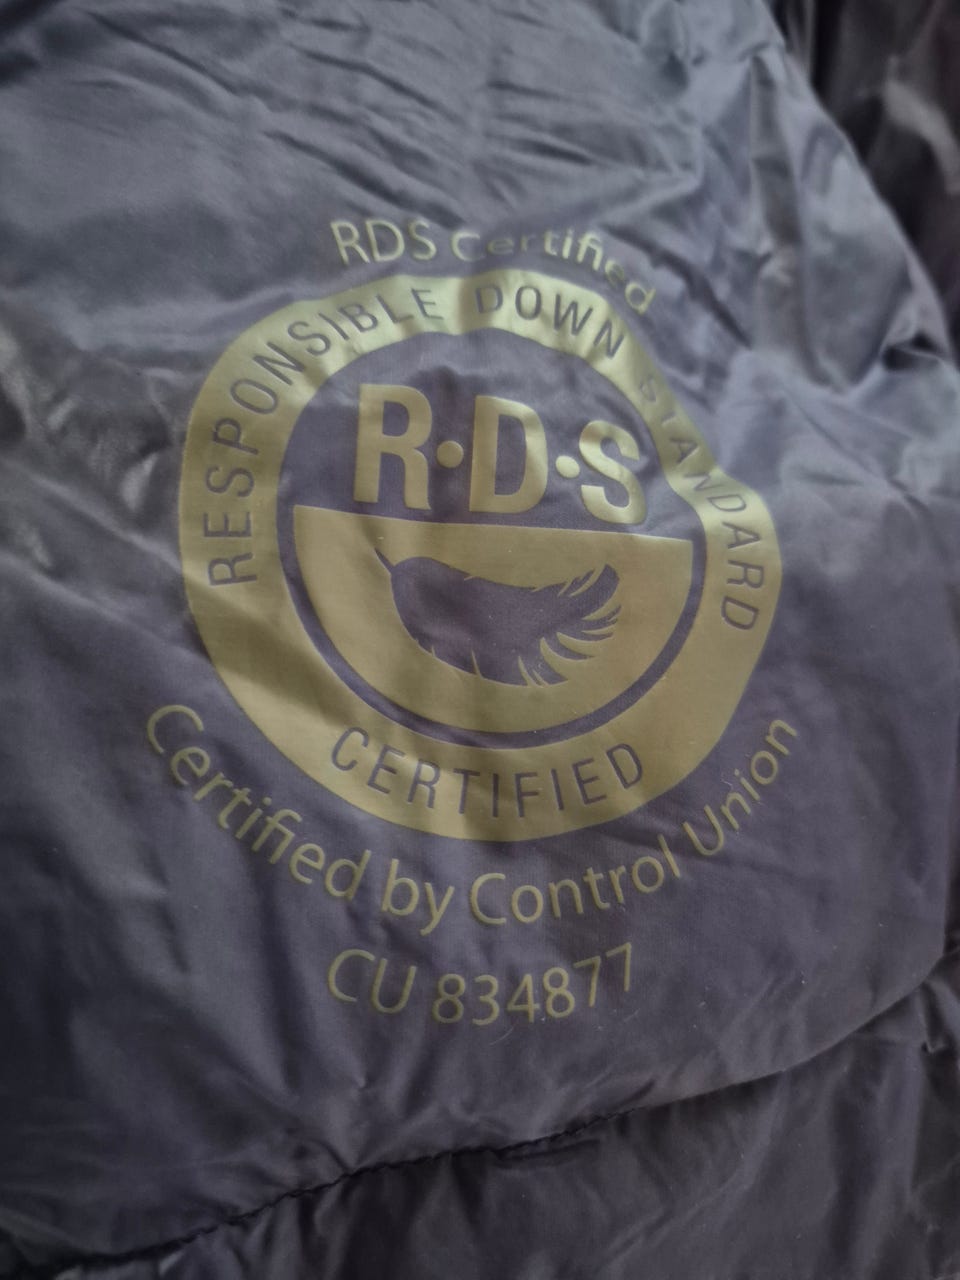 RDS Certified
RESPONSIBLE DOWN STANDARD
R·D·S
CERTIFIED
Certified by Control Union
CU 834877